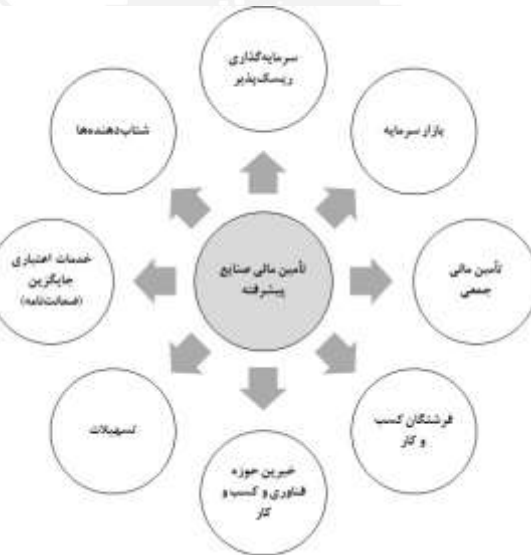 سرمایه‌گذاری
ریسک‌پذیر
بازار سرمایه
تأمین مالی
جمعی
فرشتگان کسب
و کار
خیرین حوزه
فناوری و کسب و
کار
تسهیلات
خدمات اعتباری
جایگزین
(ضمانت‌نامه)
شتاب‌دهنده‌ها
تأمین مالی صنایع
پیشرفته